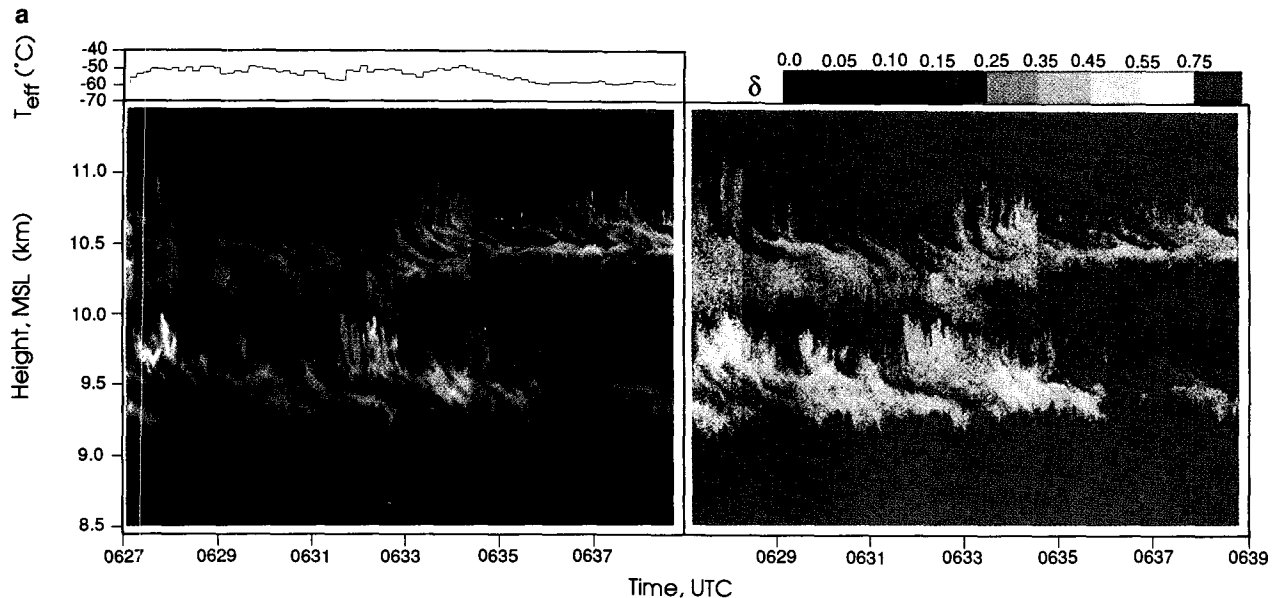 a
T_eff (°C)
-40
-50
-60
-70
δ
0.0 0.05 0.10 0.15 0.25 0.35 0.45 0.55 0.75
Height, MSL (km)
11.0
10.5
10.0
9.5
9.0
8.5
0627 0629 0631 0633 0635 0637
0629 0631 0633 0635 0637 0639
Time, UTC